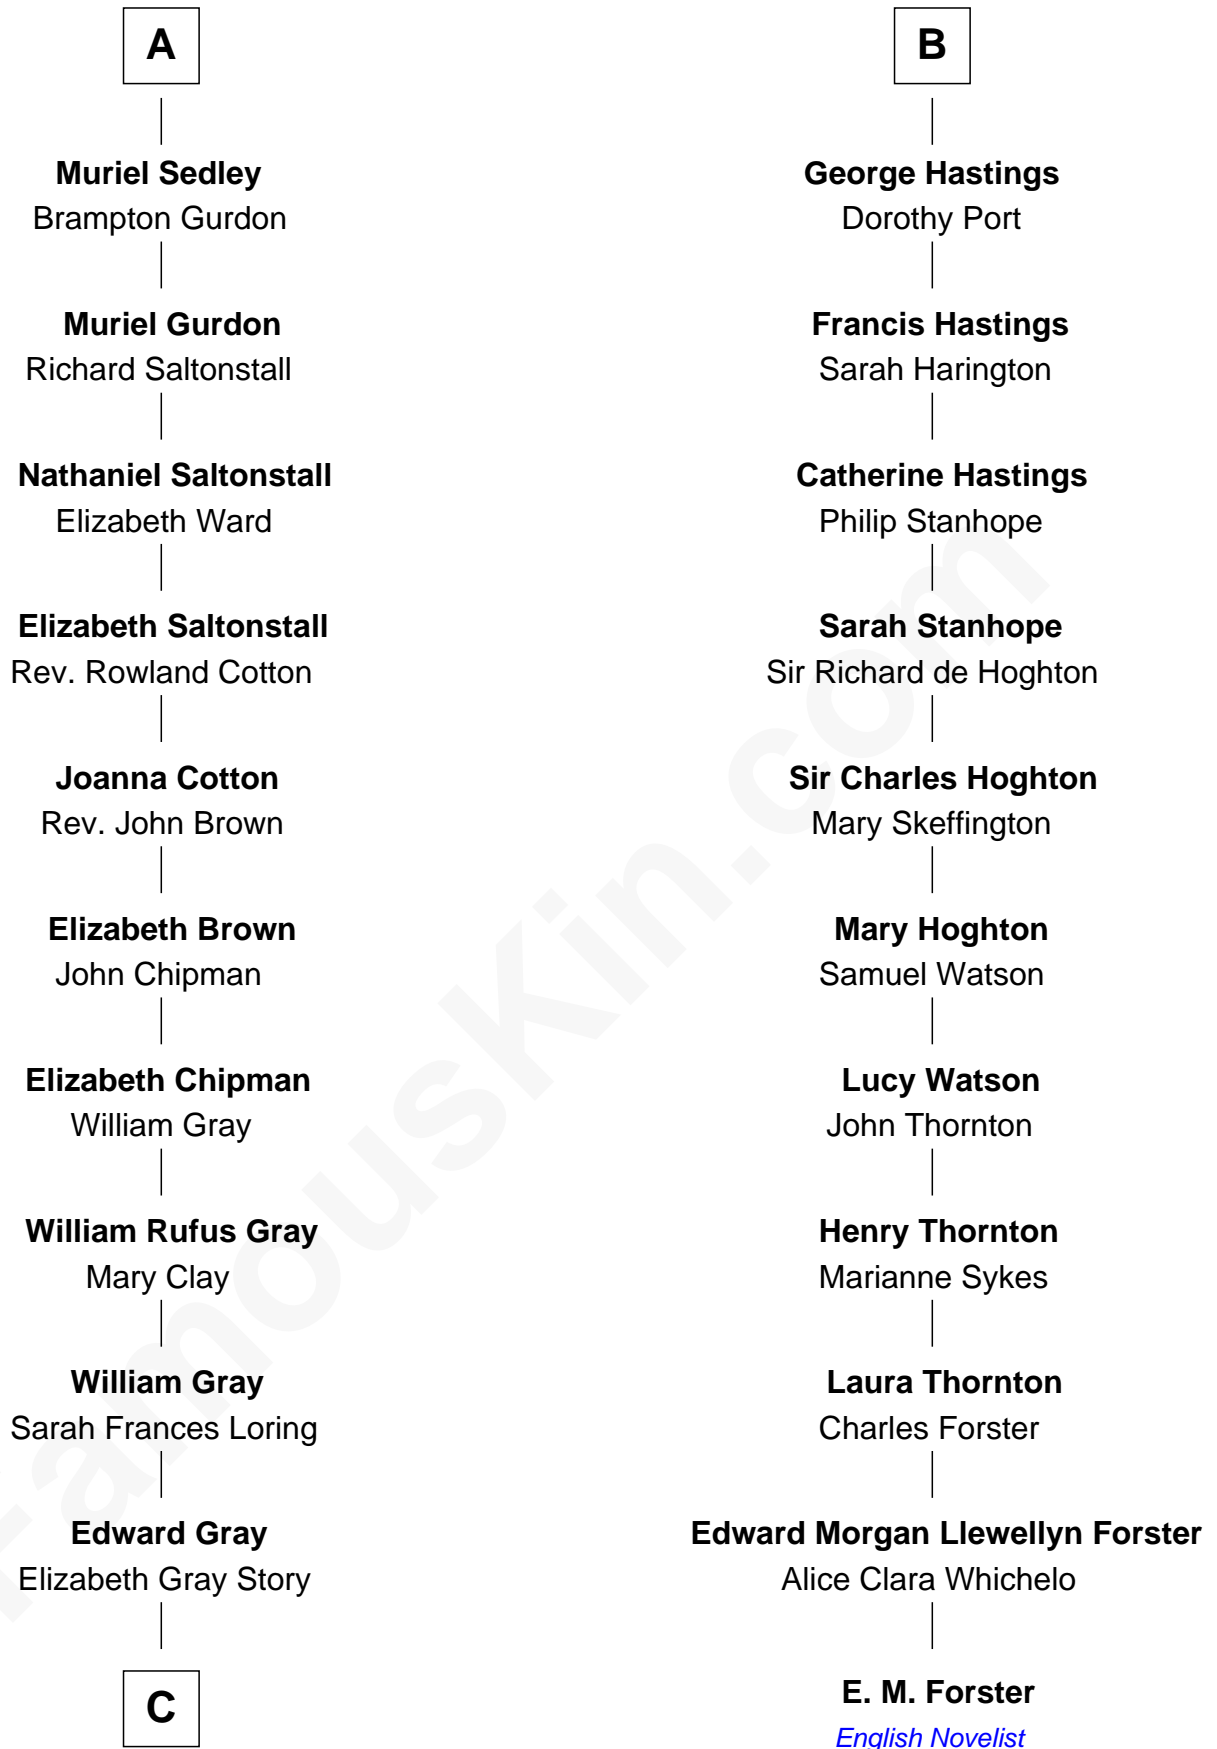 A
Muriel Sedley
Brampton Gurdon
Muriel Gurdon
Richard Saltonstall
Nathaniel Saltonstall
Elizabeth Ward
Elizabeth Saltonstall
Rev. Rowland Cotton
Joanna Cotton
Rev. John Brown
Elizabeth Brown
John Chipman
Elizabeth Chipman
William Gray
William Rufus Gray
Mary Clay
William Gray
Sarah Frances Loring
Edward Gray
Elizabeth Gray Story
C
B
George Hastings
Dorothy Port
Francis Hastings
Sarah Harington
Catherine Hastings
Philip Stanhope
Sarah Stanhope
Sir Richard de Hoghton
Sir Charles Hoghton
Mary Skeffington
Mary Hoghton
Samuel Watson
Lucy Watson
John Thornton
Henry Thornton
Marianne Sykes
Laura Thornton
Charles Forster
Edward Morgan Llewellyn Forster
Alice Clara Whichelo
E. M. Forster
English Novelist
FamousKin.com